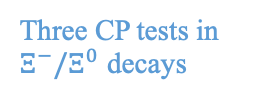 Three CP tests in
Ξ⁻/Ξ⁰ decays